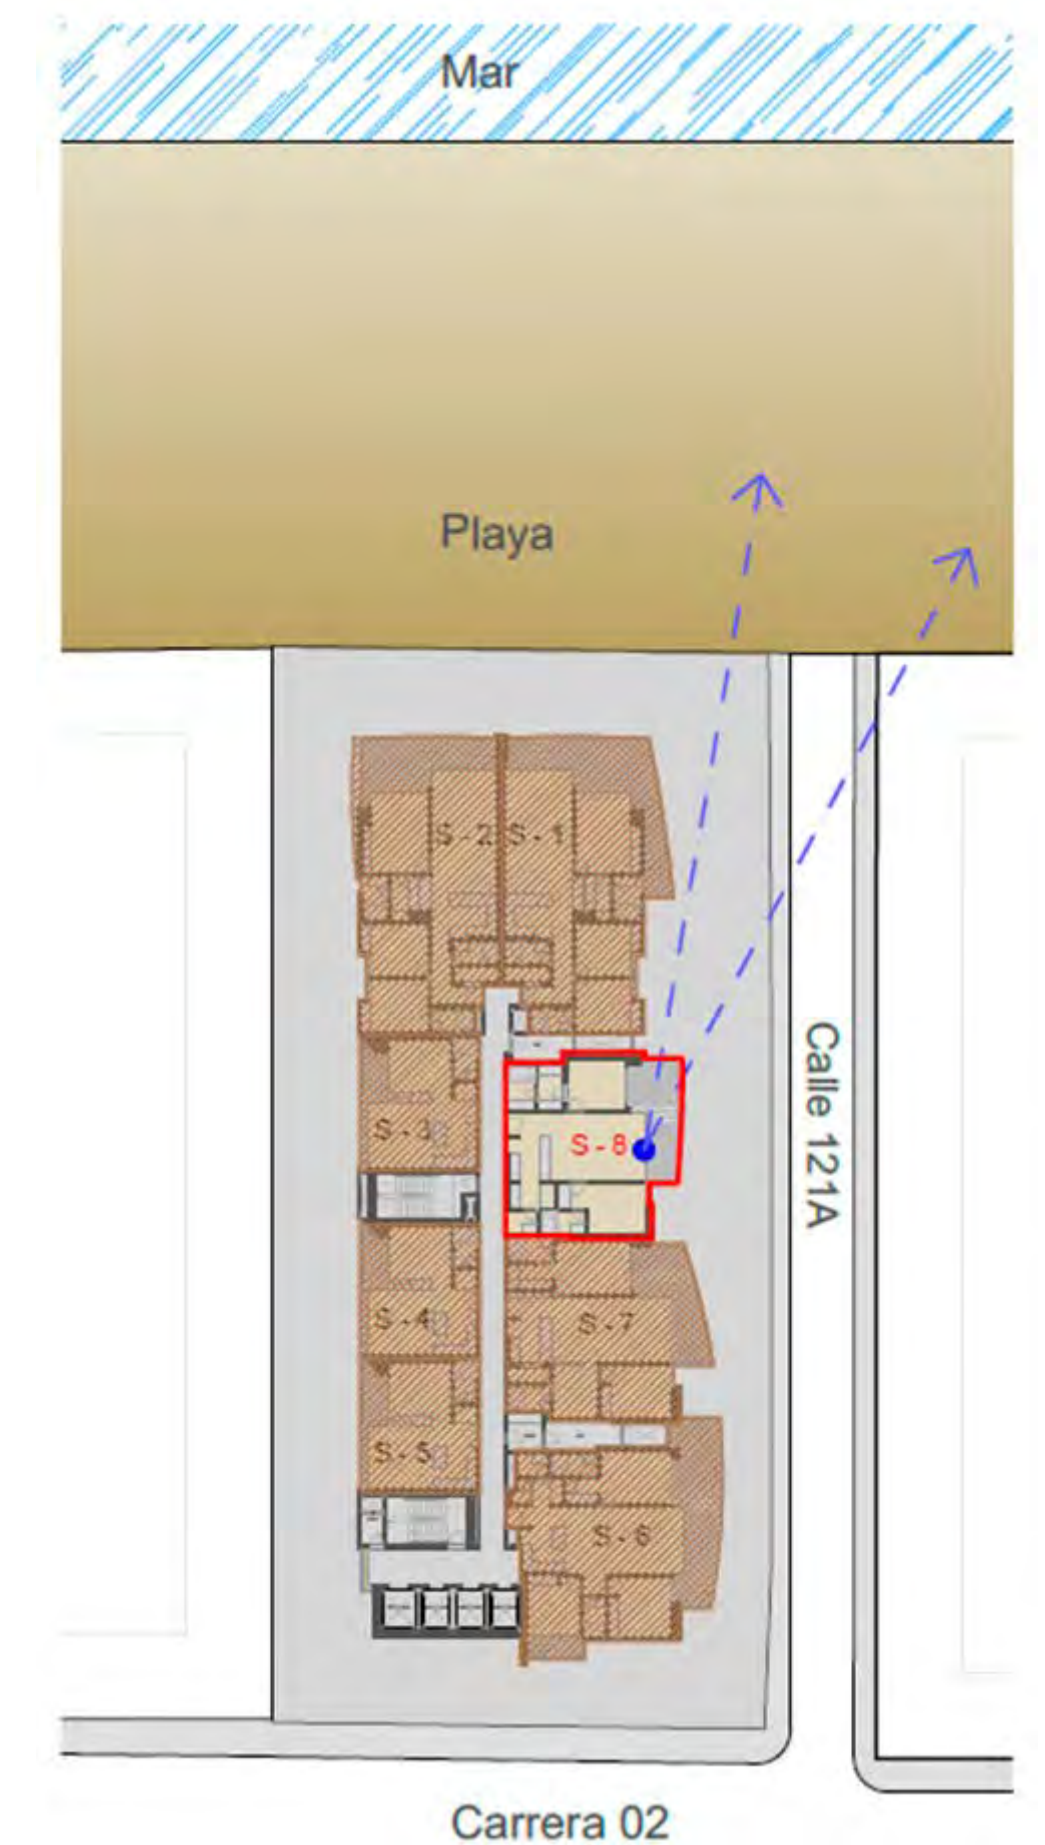 Mar
Playa
S - 2 S - 1
S - 3
S - 8
Calle 121A
S - 4
S - 7
S - 5
S - 6
Carrera 02